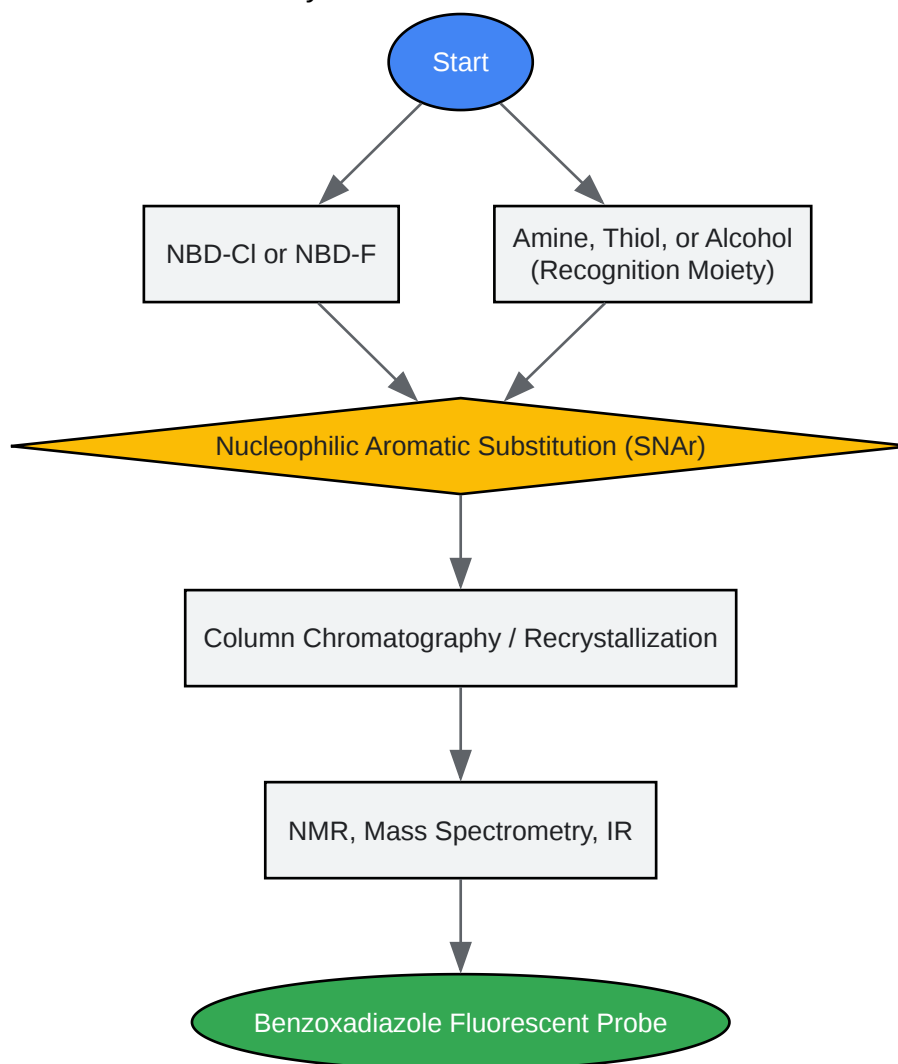 Start
NBD-Cl or NBD-F
Amine, Thiol, or Alcohol
(Recognition Moiety)
Nucleophilic Aromatic Substitution (SNAr)
Column Chromatography / Recrystallization
NMR, Mass Spectrometry, IR
Benzoxadiazole Fluorescent Probe